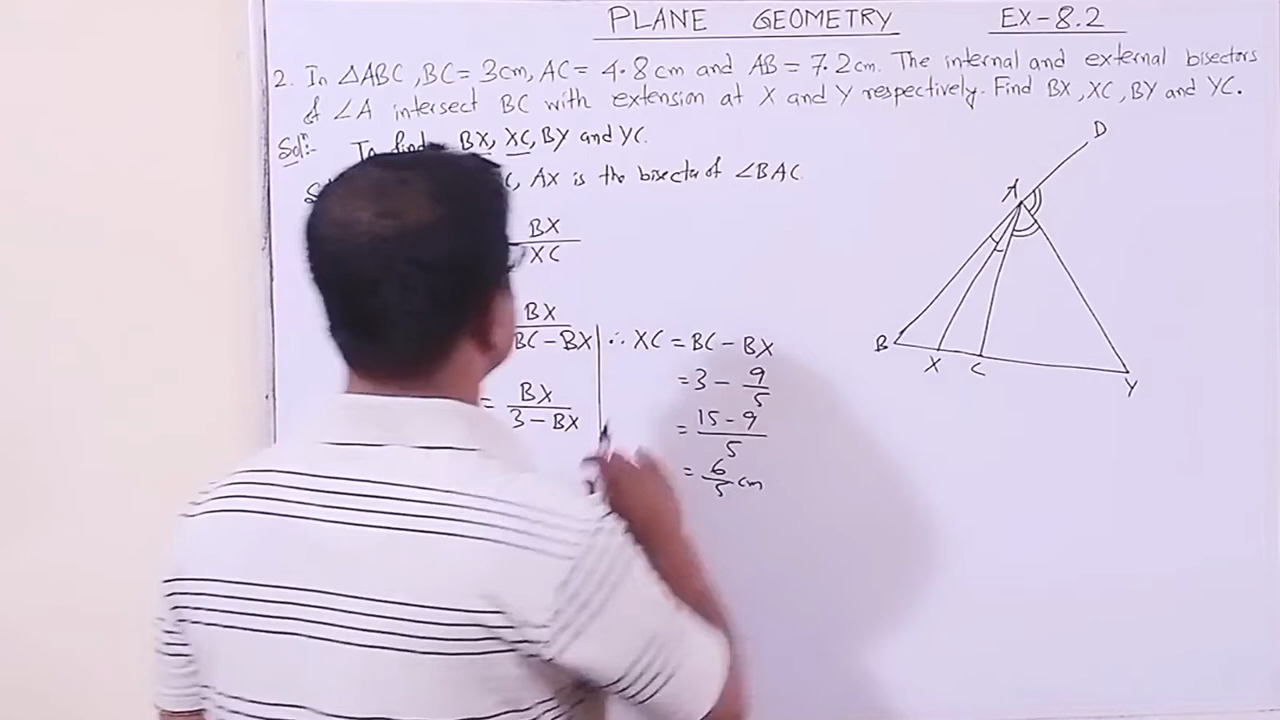 PLANE GEOMETRY EX-8.2
2. In △ABC, BC = 3cm, AC = 4.8cm and AB = 7.2cm. The internal and external bisectors
of ∠A intersect BC with extension at X and Y respectively. Find BX, XC, BY and YC.
Solⁿ:- To find: BX, XC, BY and YC.
C, AX is the bisector of ∠BAC
BX
XC
BX
BC - BX
= BX
3 - BX
∴ XC = BC - BX
= 3 - 9
5
= 15 - 9
5
= 6
5 cm
D
A
B
X
C
Y